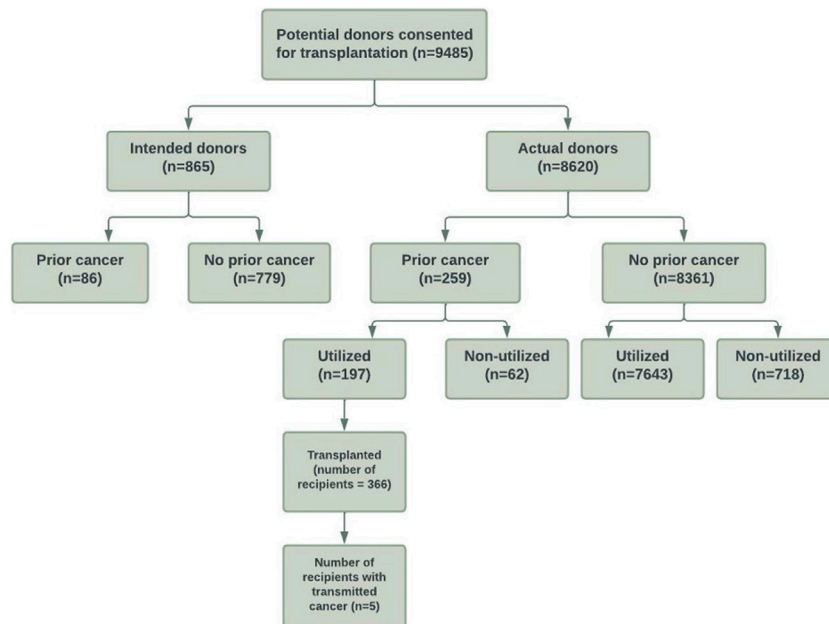 Potential donors consented
for transplantation (n=9485)
Intended donors
(n=865)
Actual donors
(n=8620)
Prior cancer
(n=86)
No prior cancer
(n=779)
Prior cancer
(n=259)
No prior cancer
(n=8361)
Utilized
(n=197)
Non-utilized
(n=62)
Utilized
(n=7643)
Non-utilized
(n=718)
Transplanted
(number of
recipients = 366)
Number of
recipients with
transmitted
cancer (n=5)